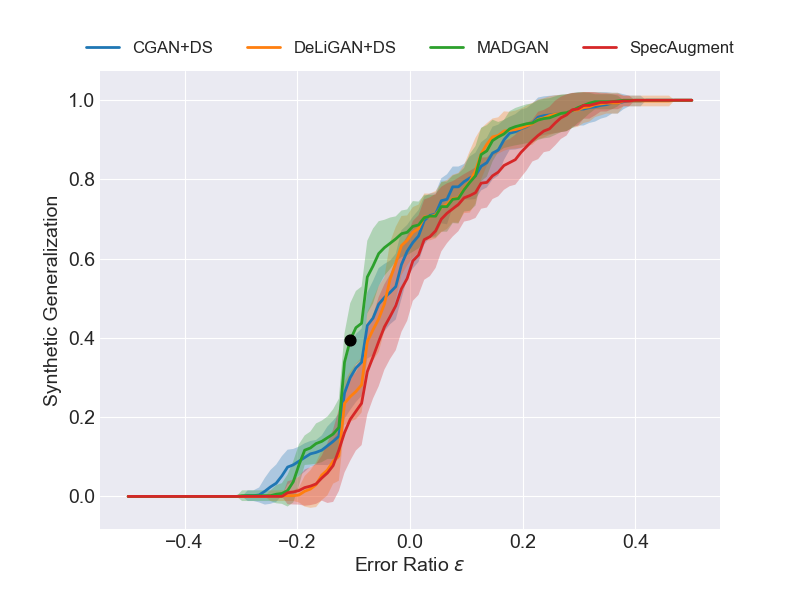 CGAN+DS DeLiGAN+DS MADGAN SpecAugment
1.0
0.8
0.6
0.4
0.2
0.0
Synthetic Generalization
−0.4 −0.2 0.0 0.2 0.4
Error Ratio ε